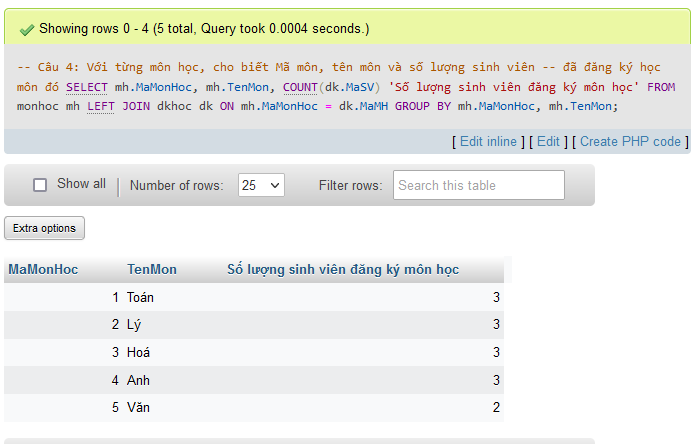 Showing rows 0 - 4 (5 total, Query took 0.0004 seconds.)
-- Câu 4: Với từng môn học, cho biết Mã môn, tên môn và số lượng sinh viên -- đã đăng ký học
môn đó SELECT mh.MaMonHoc, mh.TenMon, COUNT(dk.MaSV) 'Số lượng sinh viên đăng ký môn học' FROM
monhoc mh LEFT JOIN dkhoc dk ON mh.MaMonHoc = dk.MaMH GROUP BY mh.MaMonHoc, mh.TenMon;
[ Edit inline ] [ Edit ] [ Create PHP code ]
Show all Number of rows: 25 Filter rows: Search this table
Extra options
MaMonHoc TenMon Số lượng sinh viên đăng ký môn học
1 Toán 3
2 Lý 3
3 Hoá 3
4 Anh 3
5 Văn 2